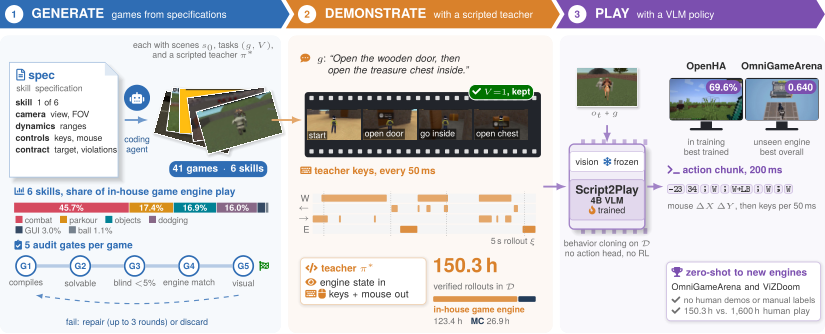 1 GENERATE games from specifications
each with scenes s₀, tasks (g, V),
and a scripted teacher π*
spec
skill specification
skill 1 of 6
camera view, FOV
dynamics ranges
controls keys, mouse
contract target, violations
coding
agent
41 games · 6 skills
6 skills, share of in-house game engine play
45.7% 17.4% 16.9% 16.0%
combat parkour objects dodging
GUI 3.0% ball 1.1%
5 audit gates per game
G1 G2 G3 G4 G5
compiles solvable blind <5% engine match visual
fail: repair (up to 3 rounds) or discard
2 DEMONSTRATE with a scripted teacher
g: "Open the wooden door, then
open the treasure chest inside."
V = 1, kept
start open door go inside open chest
teacher keys, every 50 ms
W
←
→
E
5 s rollout ξ
teacher π*
engine state in
keys + mouse out
150.3 h
verified rollouts in 𝒟
in-house game engine
123.4 h MC 26.9 h
3 PLAY with a VLM policy
oₜ + g
vision frozen
Script2Play
4B VLM
trained
behavior cloning on 𝒟
no action head, no RL
OpenHA OmniGameArena
69.6% 0.640
in training unseen engine
best trained best overall
action chunk, 200 ms
-23 34 ; W ; W+LB ; W ; W
mouse ΔX ΔY, then keys per 50 ms
zero-shot to new engines
OmniGameArena and ViZDoom
no human demos or manual labels
150.3 h vs. 1,600 h human play